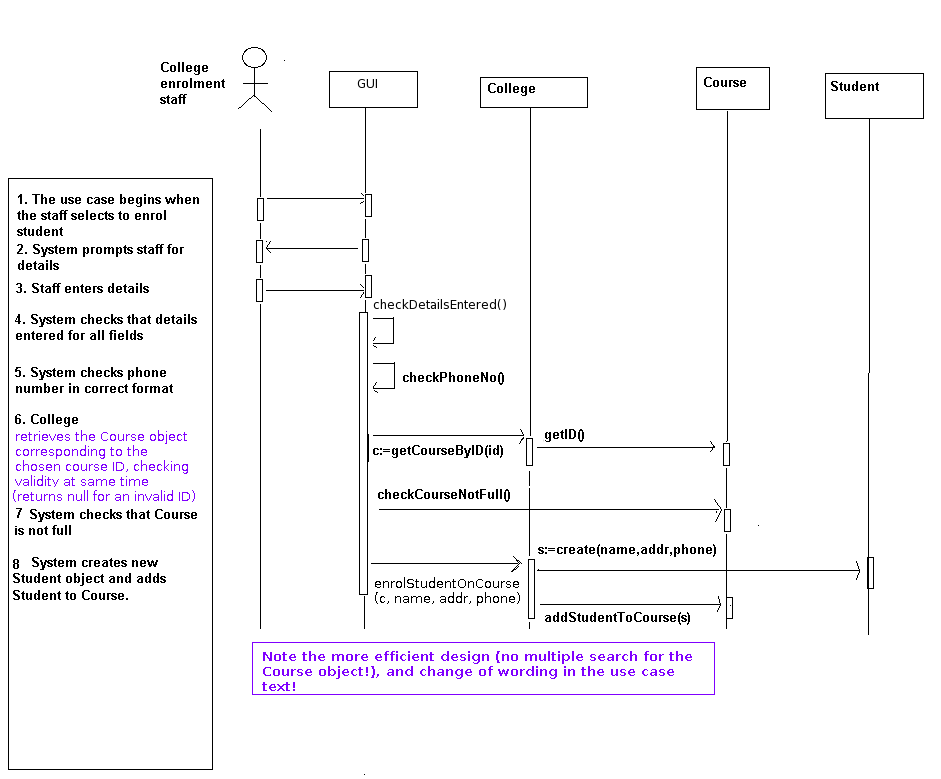 College
enrolment
staff
GUI
College
Course
Student
1. The use case begins when
the staff selects to enrol
student
2. System prompts staff for
details
3. Staff enters details
4. System checks that details
entered for all fields
5. System checks phone
number in correct format
6. College
retrieves the Course object
corresponding to the
chosen course ID, checking
validity at same time
(returns null for an invalid ID)
7 System checks that Course
is not full
8 System creates new
Student object and adds
Student to Course.
checkDetailsEntered()
checkPhoneNo()
c:=getCourseByID(id)
getID()
checkCourseNotFull()
s:=create(name,addr,phone)
enrolStudentOnCourse
(c, name, addr, phone)
addStudentToCourse(s)
Note the more efficient design (no multiple search for the
Course object!), and change of wording in the use case
text!